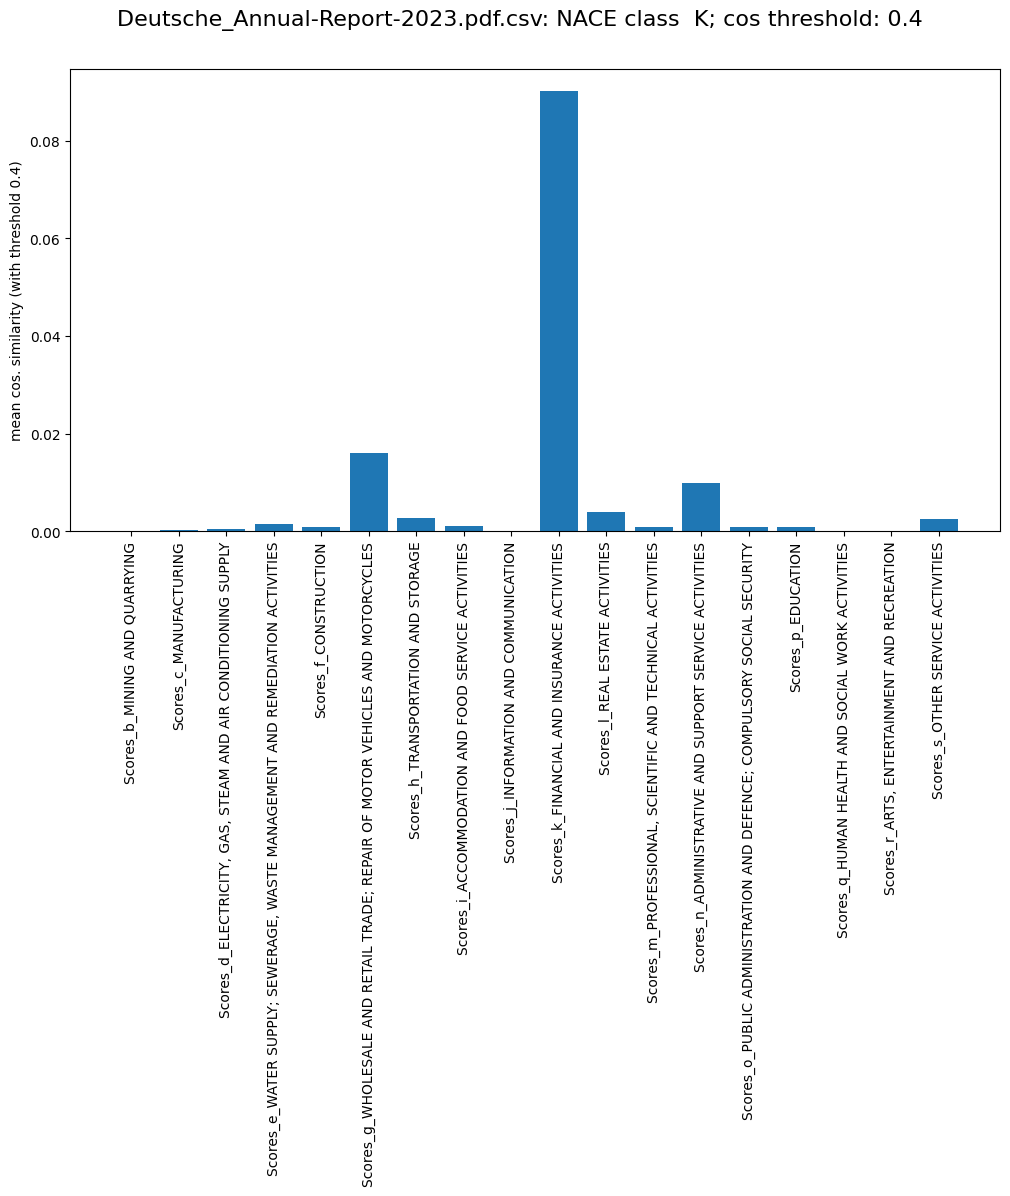 Deutsche_Annual-Report-2023.pdf.csv: NACE class  K; cos threshold: 0.4
mean cos. similarity (with threshold 0.4)
0.08
0.06
0.04
0.02
0.00
Scores_b_MINING AND QUARRYING
Scores_c_MANUFACTURING
Scores_d_ELECTRICITY, GAS, STEAM AND AIR CONDITIONING SUPPLY
Scores_e_WATER SUPPLY; SEWERAGE, WASTE MANAGEMENT AND REMEDIATION ACTIVITIES
Scores_f_CONSTRUCTION
Scores_g_WHOLESALE AND RETAIL TRADE; REPAIR OF MOTOR VEHICLES AND MOTORCYCLES
Scores_h_TRANSPORTATION AND STORAGE
Scores_i_ACCOMMODATION AND FOOD SERVICE ACTIVITIES
Scores_j_INFORMATION AND COMMUNICATION
Scores_k_FINANCIAL AND INSURANCE ACTIVITIES
Scores_l_REAL ESTATE ACTIVITIES
Scores_m_PROFESSIONAL, SCIENTIFIC AND TECHNICAL ACTIVITIES
Scores_n_ADMINISTRATIVE AND SUPPORT SERVICE ACTIVITIES
Scores_o_PUBLIC ADMINISTRATION AND DEFENCE; COMPULSORY SOCIAL SECURITY
Scores_p_EDUCATION
Scores_q_HUMAN HEALTH AND SOCIAL WORK ACTIVITIES
Scores_r_ARTS, ENTERTAINMENT AND RECREATION
Scores_s_OTHER SERVICE ACTIVITIES